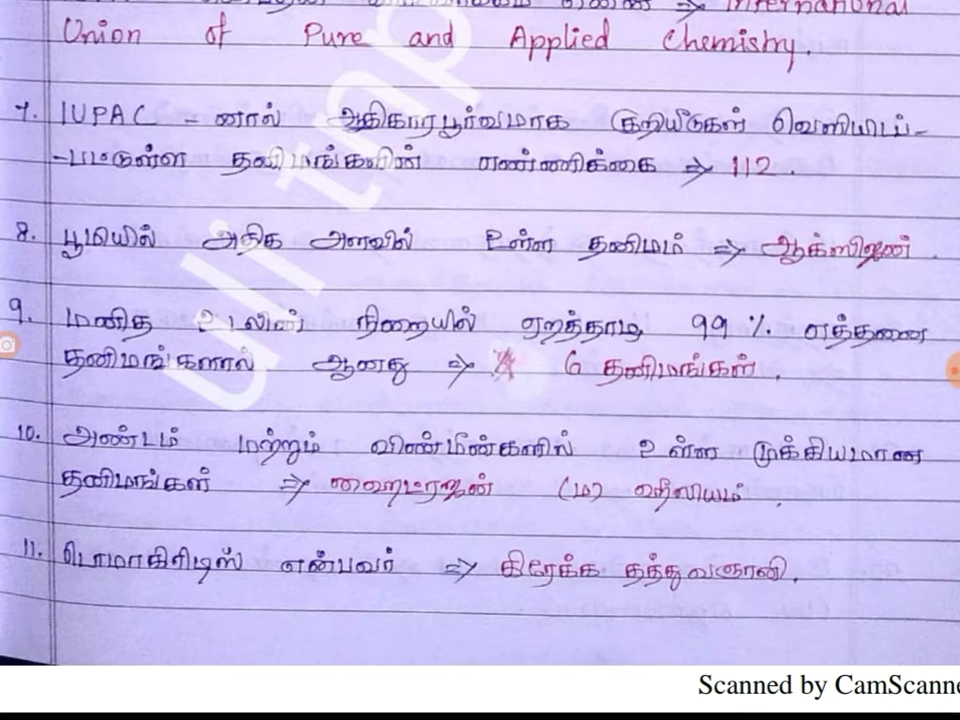 International
Union of Pure and Applied Chemistry.
7. IUPAC - னால் அதிகாரபூர்வமாக குறியீடுகள் வெளியிடப்-
-பட்டுள்ள தனிமங்களின் எண்ணிக்கை ⇒ 112.
8. பூமியில் அதிக அளவில் உள்ள தனிமம் ⇒ ஆக்ஸிஜன்.
9. மனித உடலின் நிறையில் ஏறத்தாழ 99 % எத்தனை
தனிமங்களால் ஆனது ⇒ 6 தனிமங்கள்.
10. அண்டம் மற்றும் விண்மீன்களில் உள்ள முக்கியமான
தனிமங்கள் ⇒ ஹைட்ரஜன் (ம) ஹீலியம்.
11. டெமாகிரிடிஸ் என்பவர் ⇒ கிரேக்க தத்துவஞானி.
Scanned by CamScanne